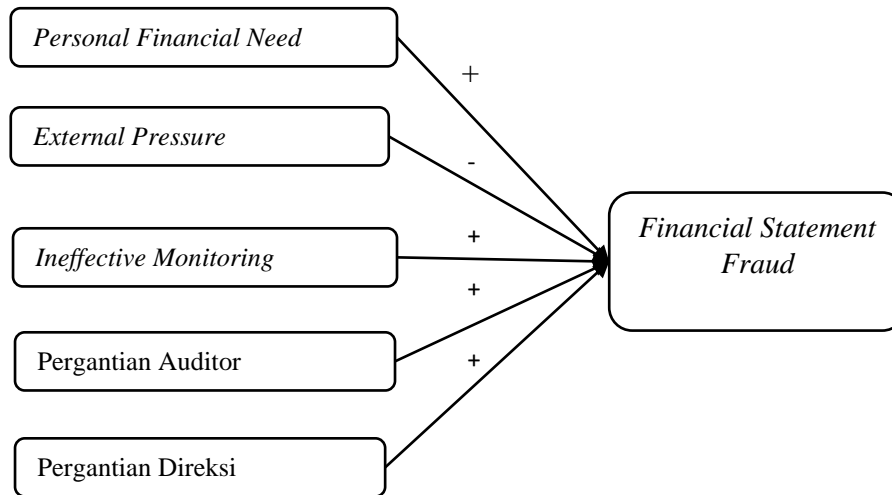 Personal Financial Need
+
External Pressure
-
Financial Statement
Fraud
Ineffective Monitoring
+
+
Pergantian Auditor
+
Pergantian Direksi